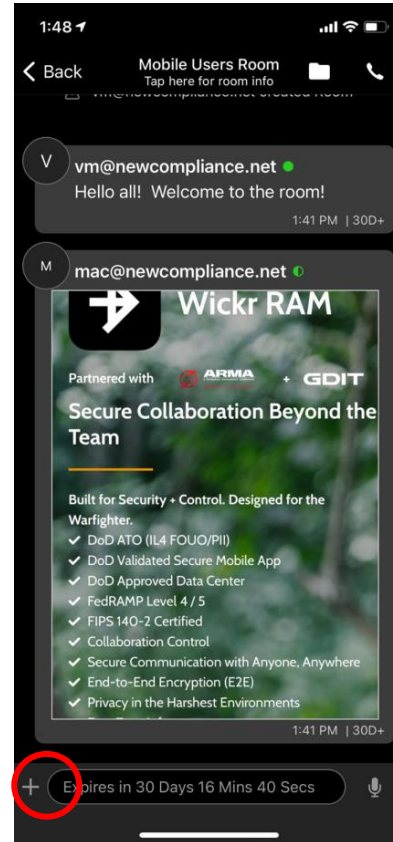 1:48
Back
Mobile Users Room
Tap here for room info
vm@newcompliance.net created Room
V
vm@newcompliance.net
Hello all!  Welcome to the room!
1:41 PM | 30D+
M
mac@newcompliance.net
Wickr RAM
Partnered with ARMA + GDIT
Secure Collaboration Beyond the
Team
Built for Security + Control. Designed for the
Warfighter.
✓ DoD ATO (IL4 FOUO/PII)
✓ DoD Validated Secure Mobile App
✓ DoD Approved Data Center
✓ FedRAMP Level 4 / 5
✓ FIPS 140-2 Certified
✓ Collaboration Control
✓ Secure Communication with Anyone, Anywhere
✓ End-to-End Encryption (E2E)
✓ Privacy in the Harshest Environments
1:41 PM | 30D+
+ Expires in 30 Days 16 Mins 40 Secs